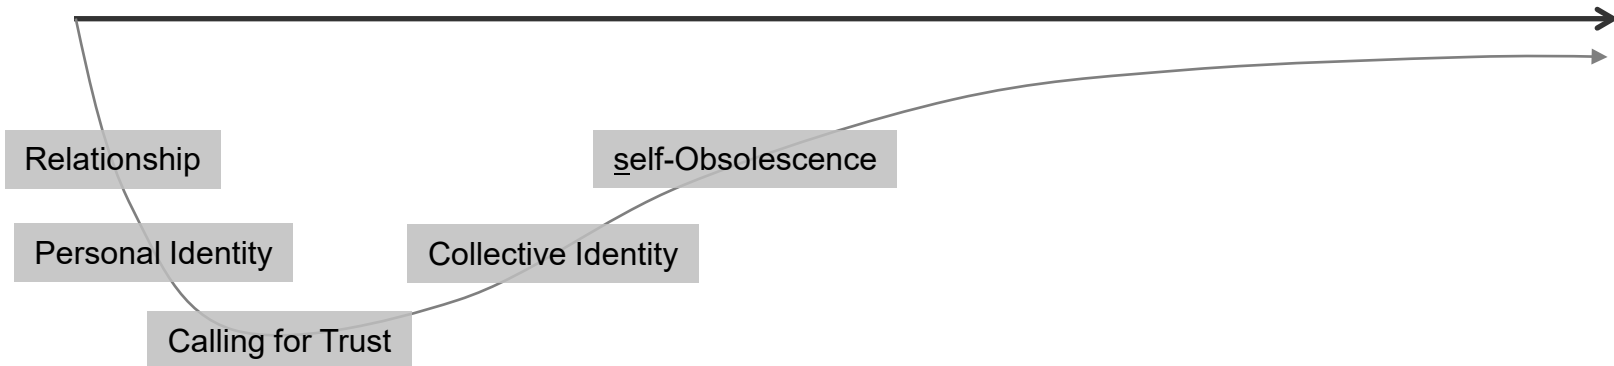 Relationship
Personal Identity
Calling for Trust
Collective Identity
self-Obsolescence